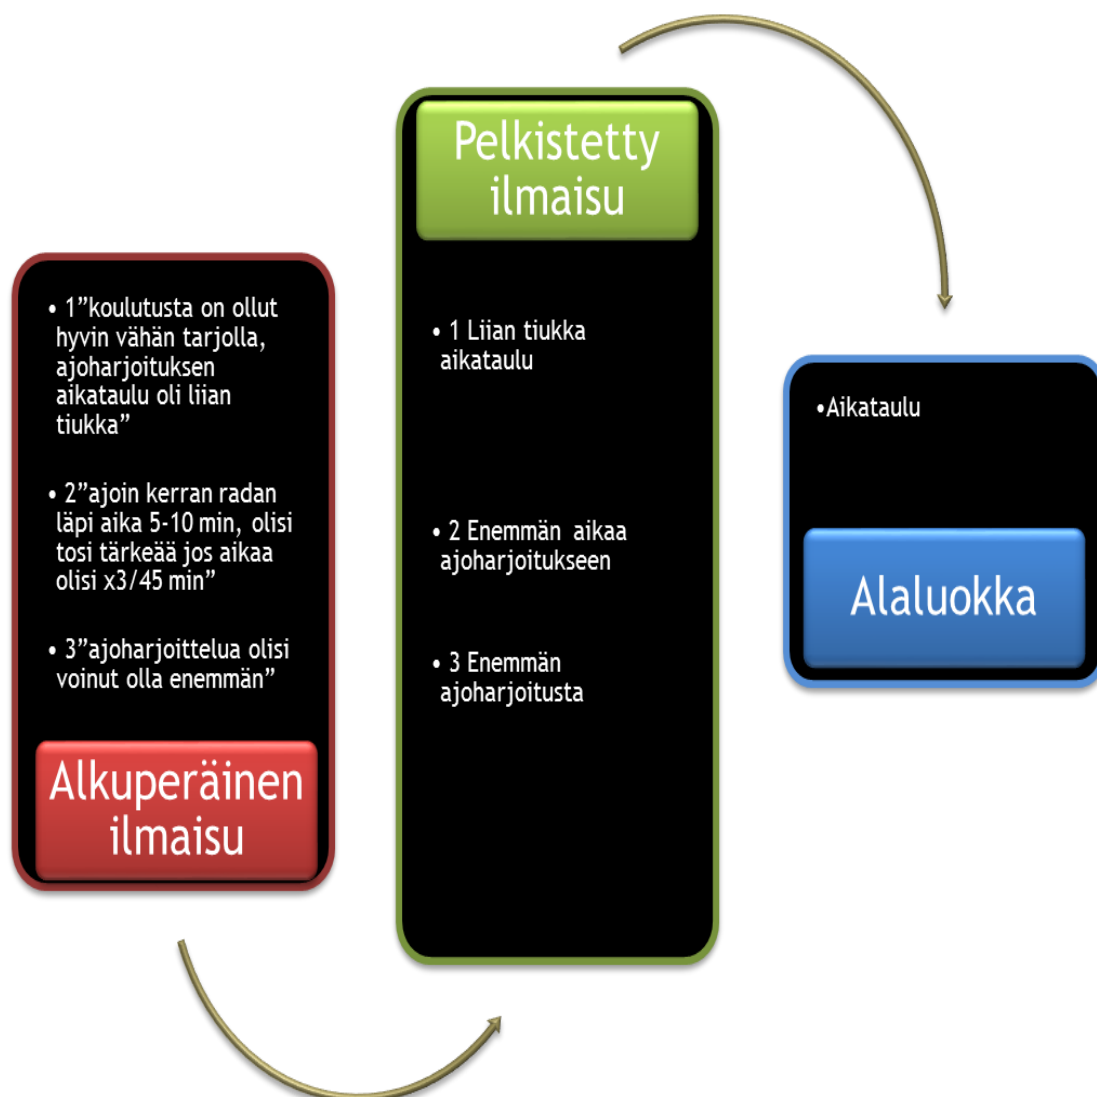 • 1”koulutusta on ollut
hyvin vähän tarjolla,
ajoharjoituksen
aikataulu oli liian
tiukka”
• 2”ajoin kerran radan
läpi aika 5-10 min, olisi
tosi tärkeää jos aikaa
olisi x3/45 min”
• 3”ajoharjoittelua olisi
voinut olla enemmän”
Alkuperäinen
ilmaisu
Pelkistetty
ilmaisu
• 1 Liian tiukka
aikataulu
• 2 Enemmän aikaa
ajoharjoitukseen
• 3 Enemmän
ajoharjoitusta
•Aikataulu
Alaluokka